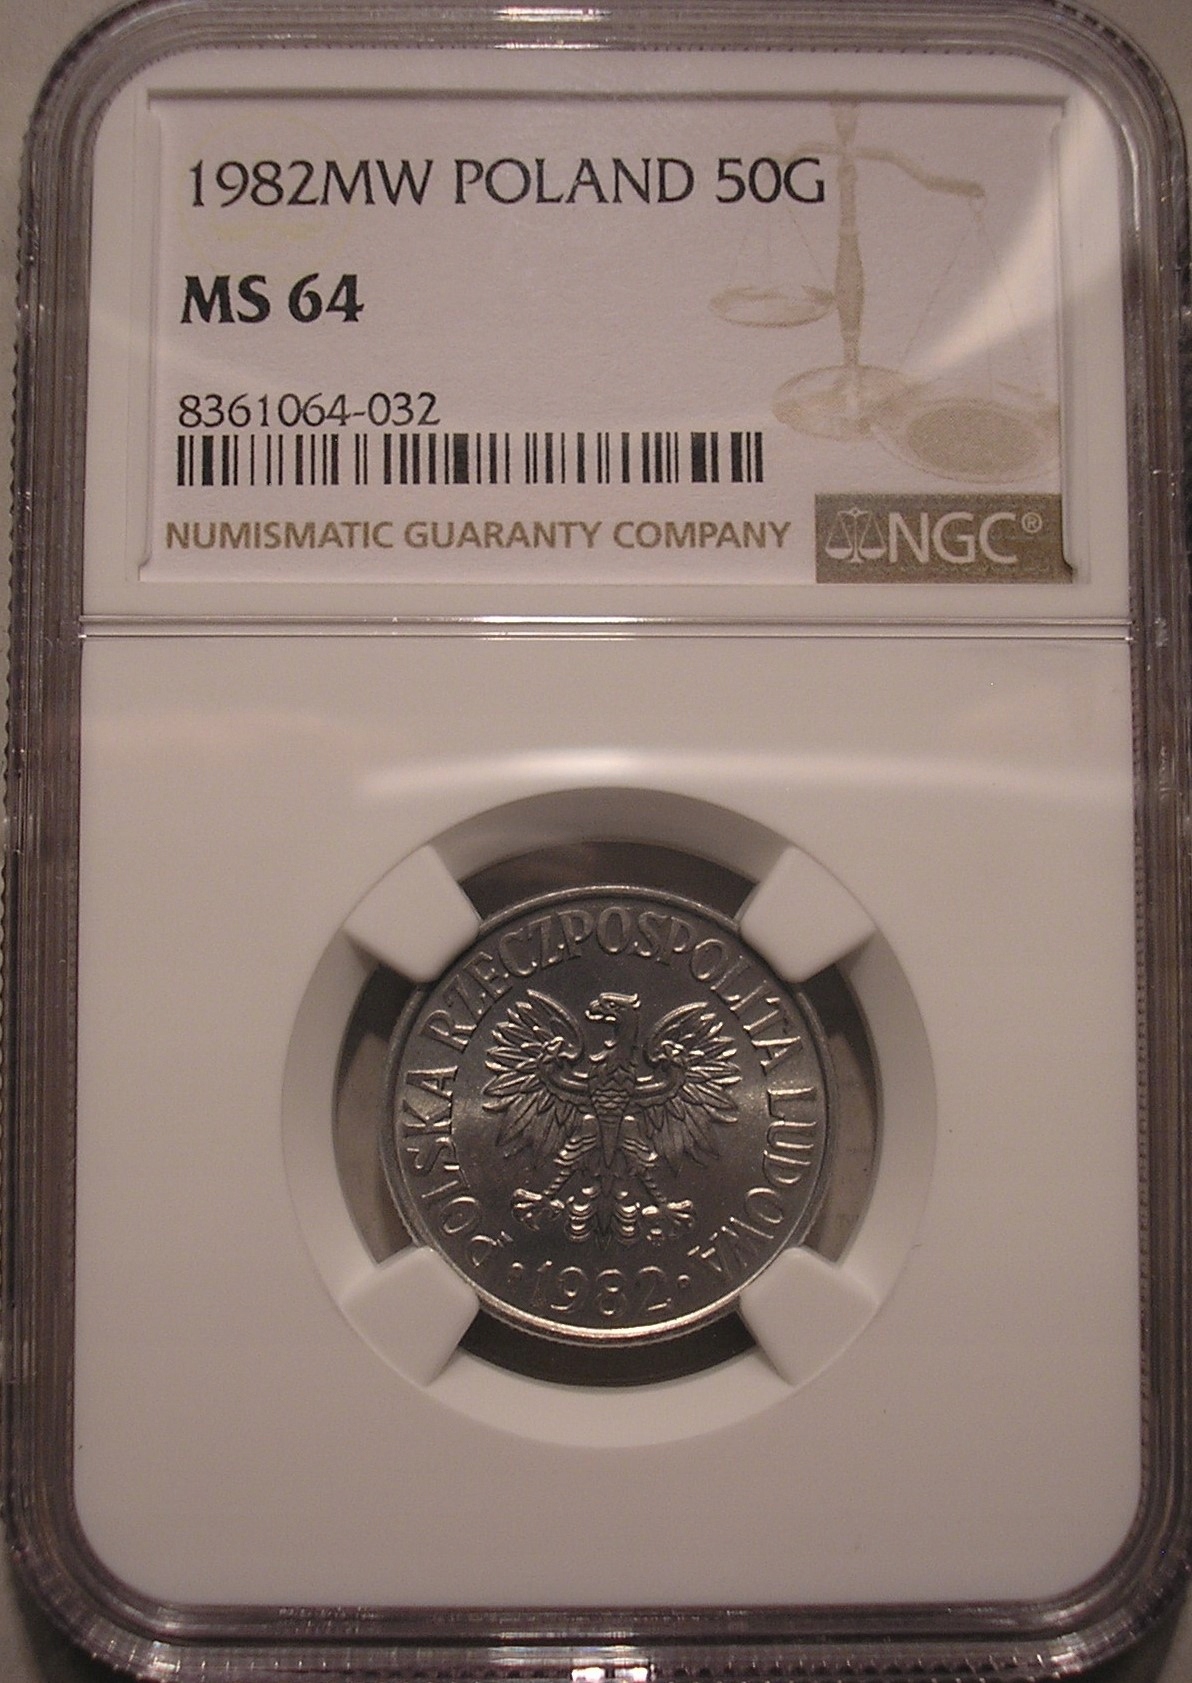 1982MW POLAND 50G
MS 64
8361064-032
NUMISMATIC GUARANTY COMPANY
NGC®
POLSKA RZECZPOSPOLITA LUDOWA
·1982·